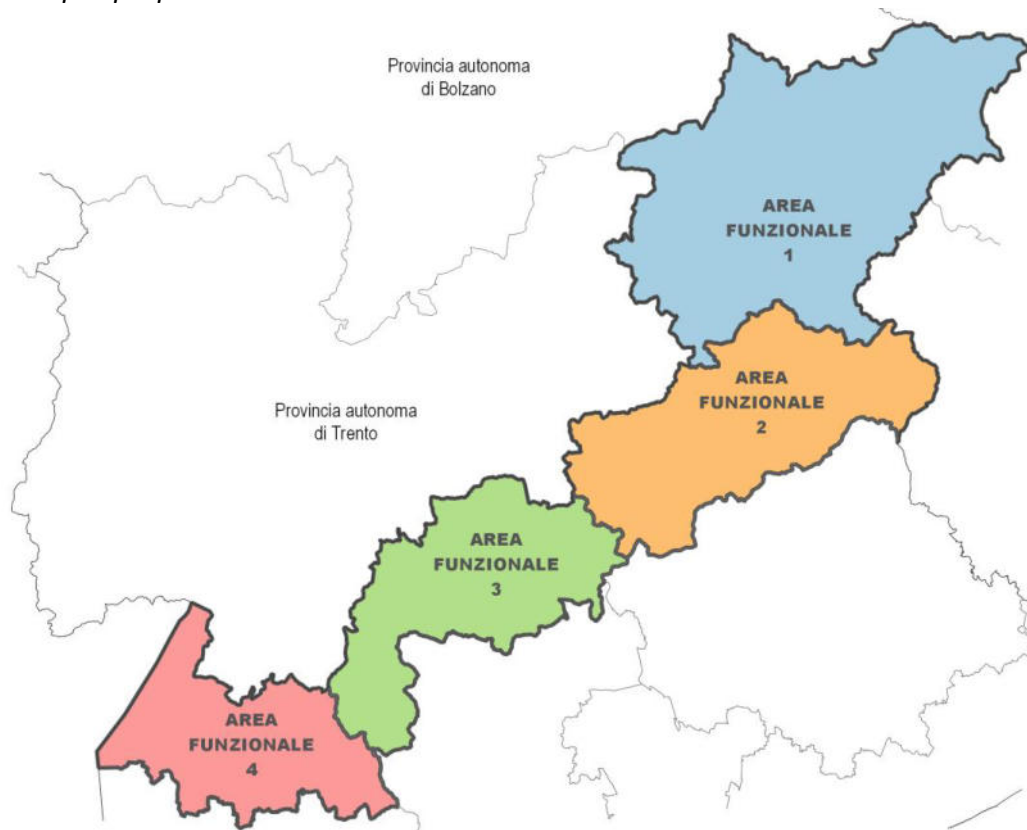 Provincia autonoma
di Bolzano
AREA
FUNZIONALE
1
AREA
FUNZIONALE
2
Provincia autonoma
di Trento
AREA
FUNZIONALE
3
AREA
FUNZIONALE
4